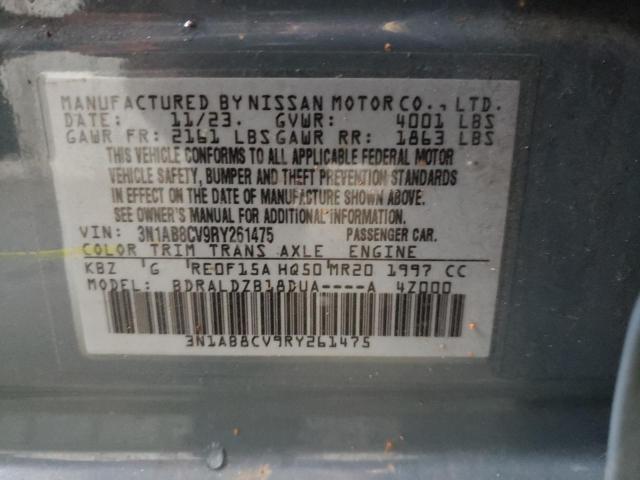 MANUFACTURED BY NISSAN MOTOR CO., LTD.
DATE: 11/23. GVWR: 4001 LBS
GAWR FR: 2161 LBS GAWR RR: 1863 LBS
THIS VEHICLE CONFORMS TO ALL APPLICABLE FEDERAL MOTOR
VEHICLE SAFETY, BUMPER AND THEFT PREVENTION STANDARDS
IN EFFECT ON THE DATE OF MANUFACTURE SHOWN ABOVE.
SEE OWNER'S MANUAL FOR ADDITIONAL INFORMATION.
VIN: 3N1AB8CV9RY261475 PASSENGER CAR.
COLOR TRIM TRANS AXLE ENGINE
KBZ G RE0F15A HQ50 MR20 1997 CC
MODEL: BDRALDZB18DUA----A 4Z000
3N1AB8CV9RY261475